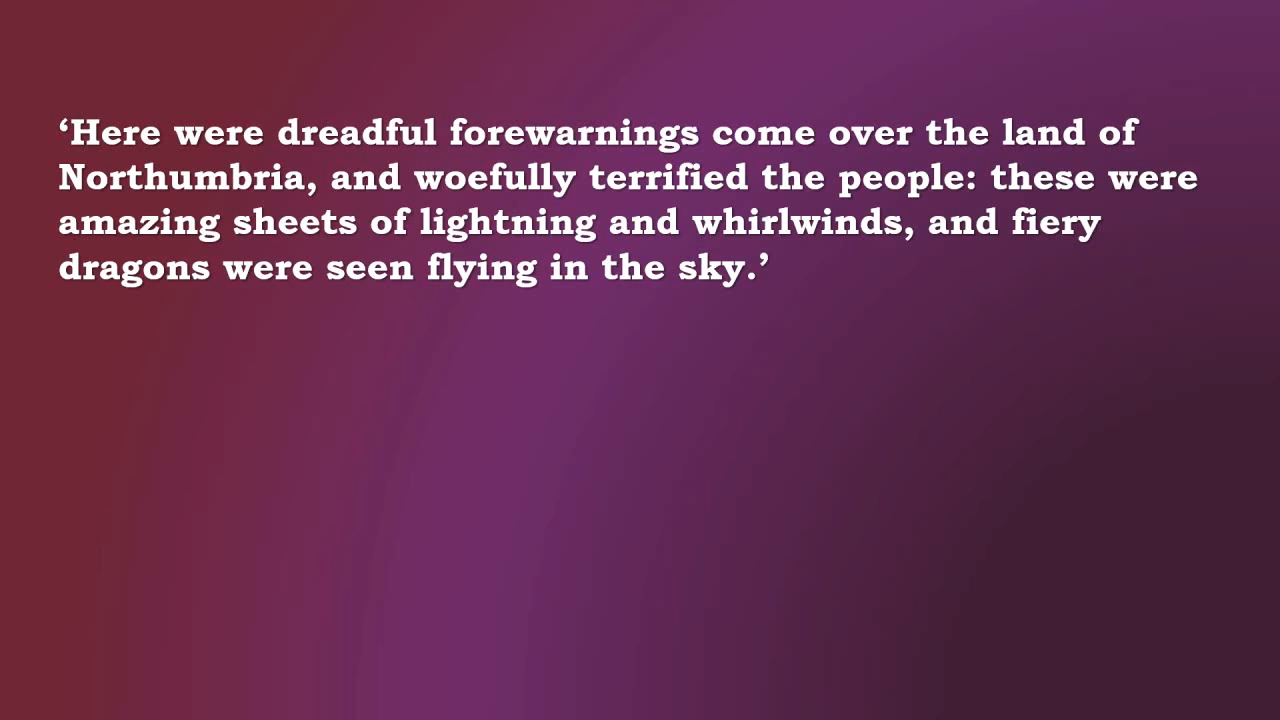 ‘Here were dreadful forewarnings come over the land of
Northumbria, and woefully terrified the people: these were
amazing sheets of lightning and whirlwinds, and fiery
dragons were seen flying in the sky.’